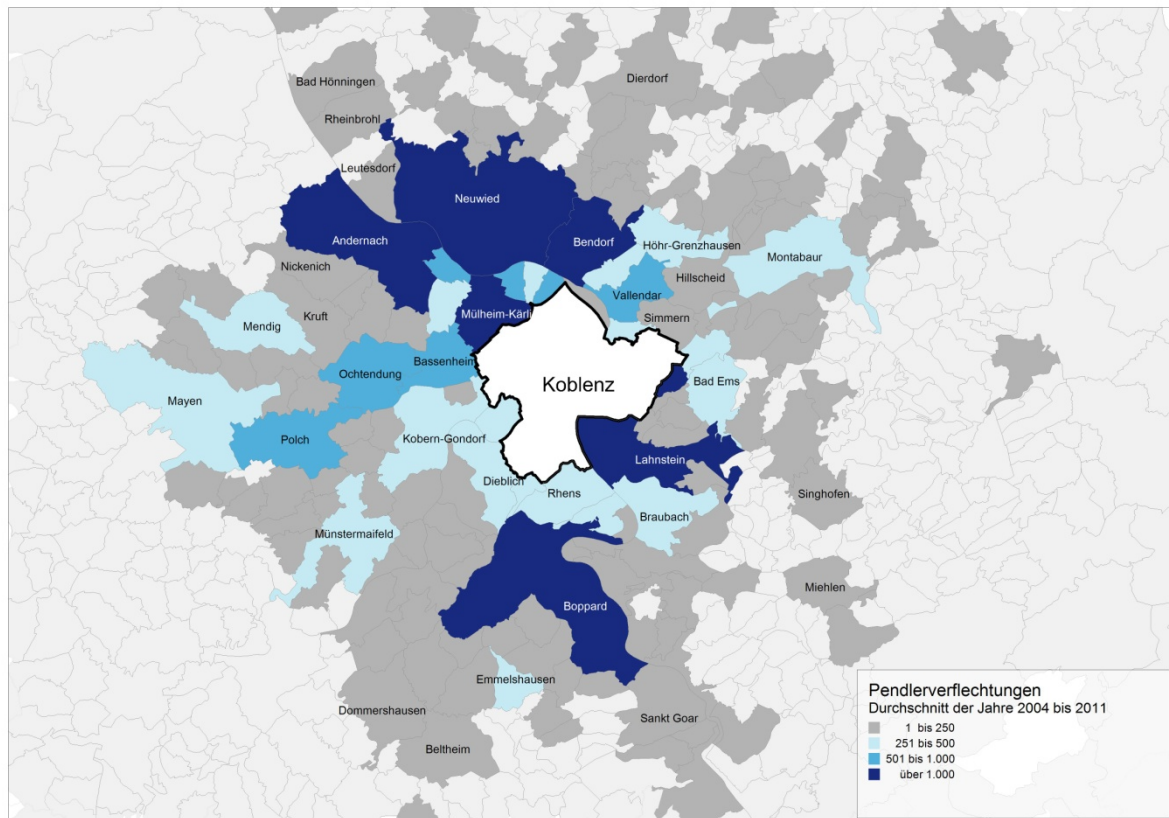 Bad Hönningen
Dierdorf
Rheinbrohl
Leutesdorf
Neuwied
Andernach
Bendorf
Höhr-Grenzhausen
Montabaur
Nickenich
Hillscheid
Vallendar
Mendig
Kruft
Mülheim-Kärli
Simmern
Bassenheim
Ochtendung
Koblenz
Bad Ems
Mayen
Polch
Kobern-Gondorf
Lahnstein
Dieblich
Rhens
Singhofen
Braubach
Münstermaifeld
Miehlen
Boppard
Emmelshausen
Dommershausen
Sankt Goar
Beltheim
Pendlerverflechtungen
Durchschnitt der Jahre 2004 bis 2011
1 bis 250
251 bis 500
501 bis 1.000
über 1.000